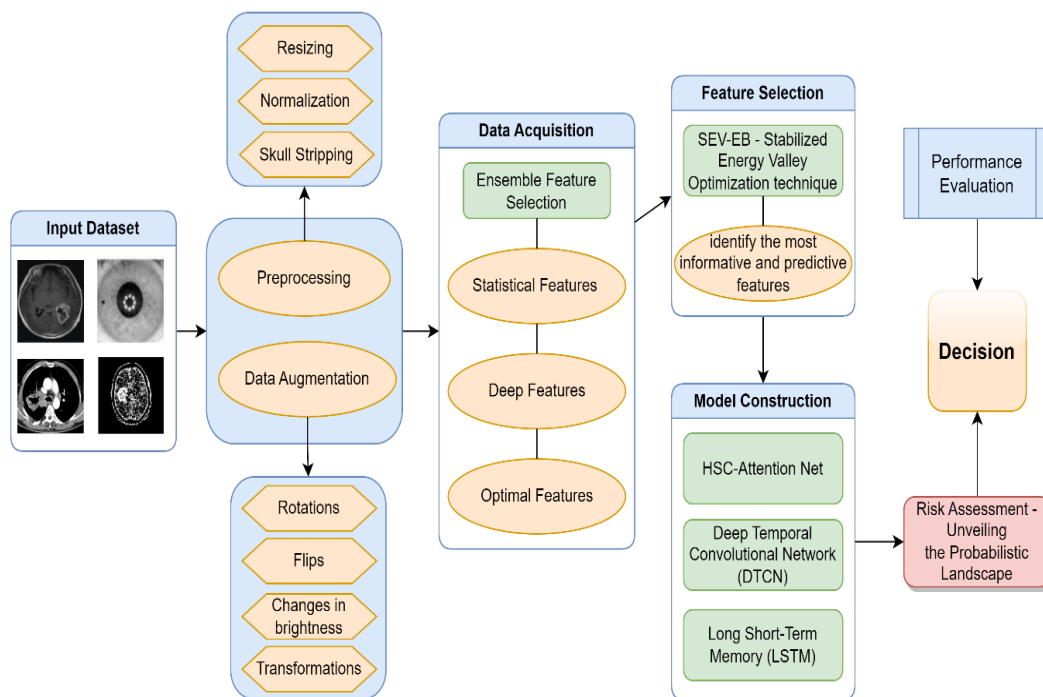 Resizing
Normalization
Skull Stripping
Input Dataset
Preprocessing
Data Augmentation
Rotations
Flips
Changes in
brightness
Transformations
Data Acquisition
Ensemble Feature
Selection
Statistical Features
Deep Features
Optimal Features
Feature Selection
SEV-EB - Stabilized
Energy Valley
Optimization technique
identify the most
informative and predictive
features
Model Construction
HSC-Attention Net
Deep Temporal
Convolutional Network
(DTCN)
Long Short-Term
Memory (LSTM)
Performance
Evaluation
Decision
Risk Assessment -
Unveiling
the Probabilistic
Landscape